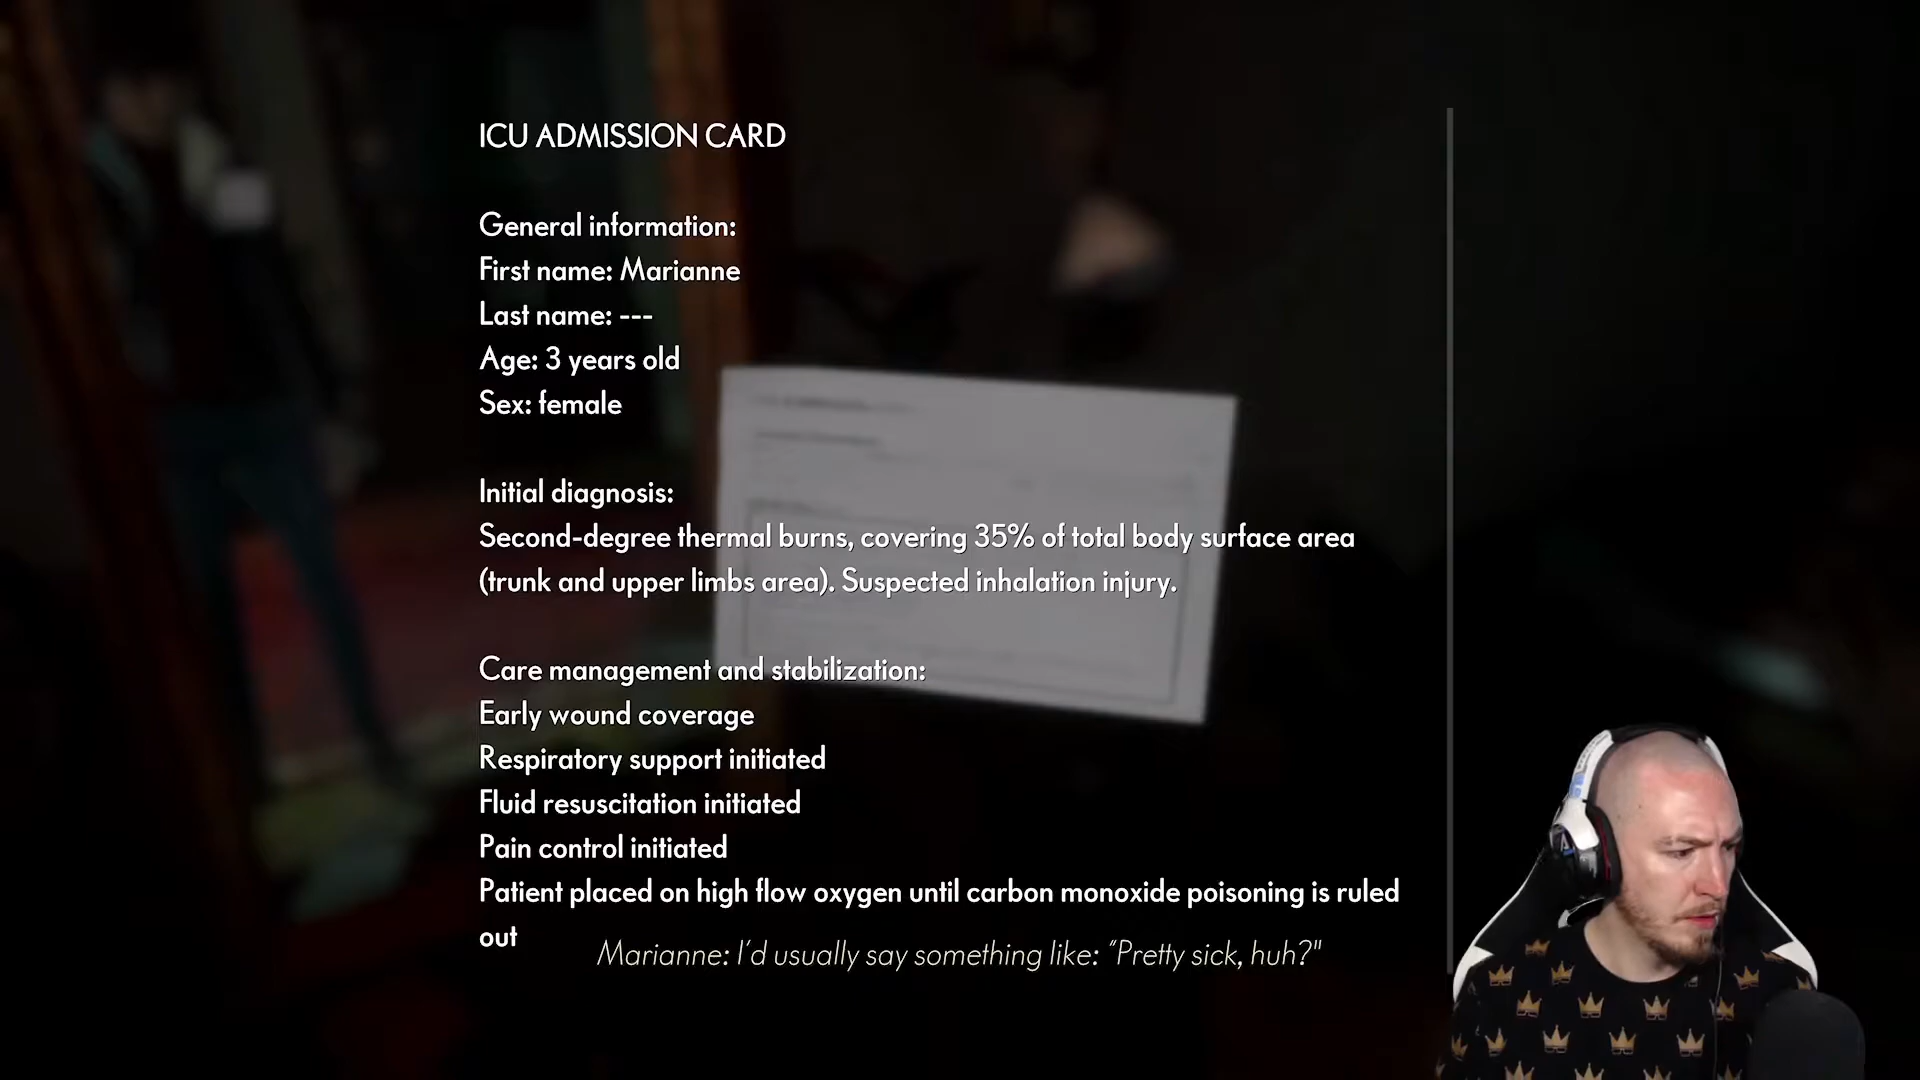 ICU ADMISSION CARD
General information:
First name: Marianne
Last name: ---
Age: 3 years old
Sex: female
Initial diagnosis:
Second-degree thermal burns, covering 35% of total body surface area
(trunk and upper limbs area). Suspected inhalation injury.
Care management and stabilization:
Early wound coverage
Respiratory support initiated
Fluid resuscitation initiated
Pain control initiated
Patient placed on high flow oxygen until carbon monoxide poisoning is ruled
out
Marianne: I'd usually say something like: "Pretty sick, huh?"